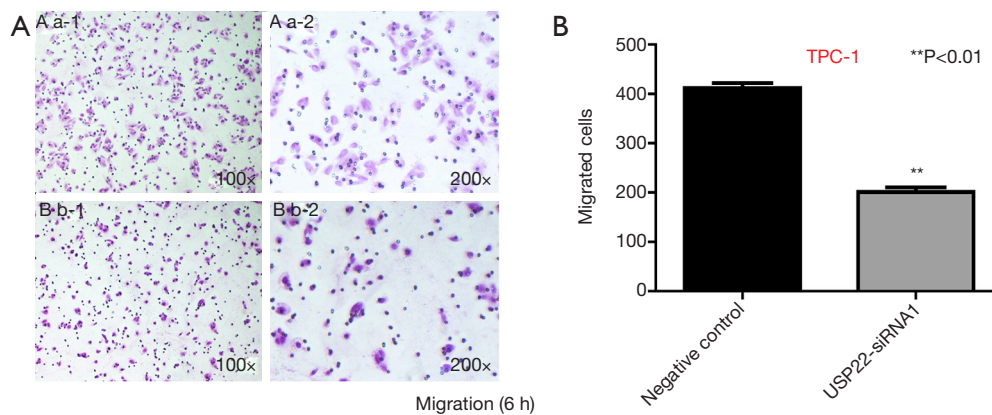 A
A a-1
100×
A a-2
200×
B b-1
100×
B b-2
200×
Migration (6 h)
B
500
400
300
200
100
0
Migrated cells
TPC-1
**P<0.01
**
Negative control
USP22-siRNA1